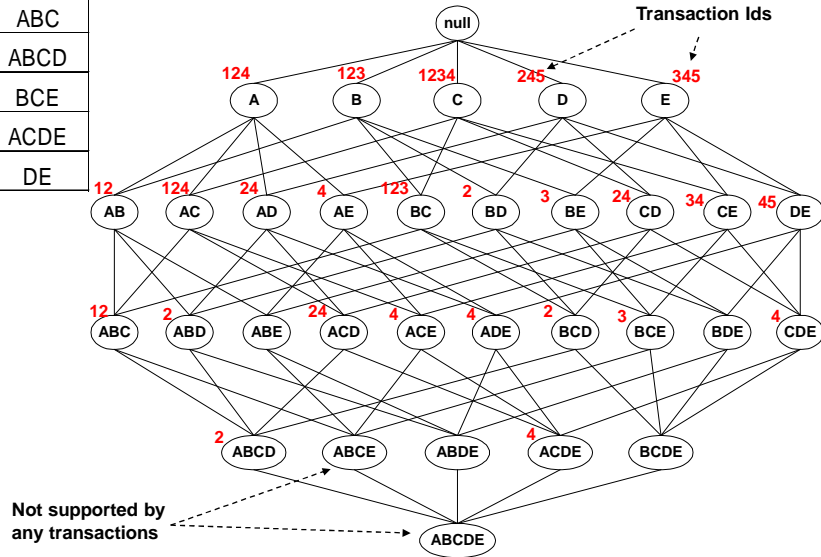 ABC
ABCD
BCE
ACDE
DE
null
Transaction Ids
124
123
1234
245
345
A
B
C
D
E
12
124
24
4
123
2
3
24
34
45
AB
AC
AD
AE
BC
BD
BE
CD
CE
DE
12
2
24
4
4
2
3
4
ABC
ABD
ABE
ACD
ACE
ADE
BCD
BCE
BDE
CDE
2
4
ABCD
ABCE
ABDE
ACDE
BCDE
Not supported by
any transactions
ABCDE